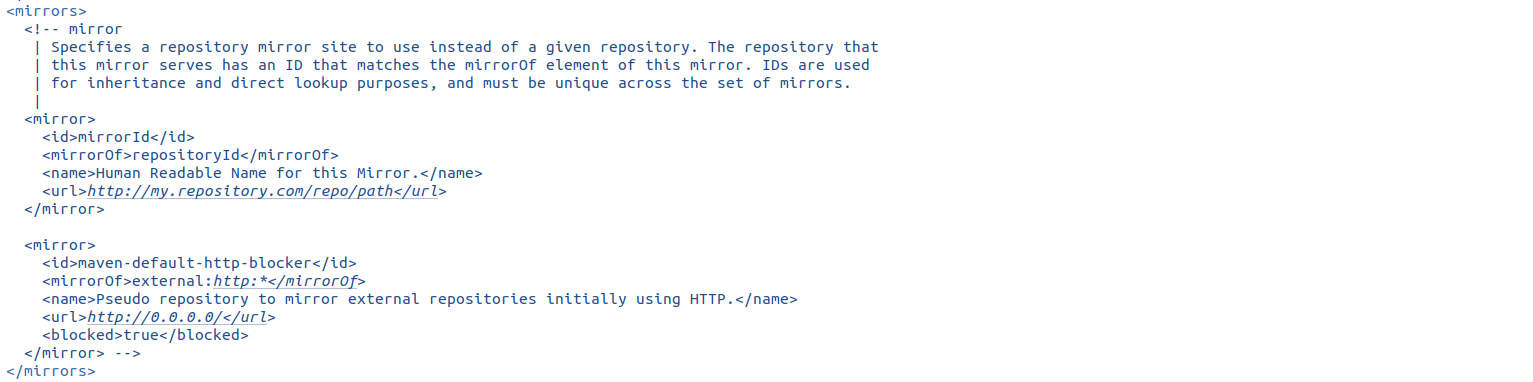 <mirrors>
  <!-- mirror
   | Specifies a repository mirror site to use instead of a given repository. The repository that
   | this mirror serves has an ID that matches the mirrorOf element of this mirror. IDs are used
   | for inheritance and direct lookup purposes, and must be unique across the set of mirrors.
   |
  <mirror>
    <id>mirrorId</id>
    <mirrorOf>repositoryId</mirrorOf>
    <name>Human Readable Name for this Mirror.</name>
    <url>http://my.repository.com/repo/path</url>
  </mirror>

  <mirror>
    <id>maven-default-http-blocker</id>
    <mirrorOf>external:http:*</mirrorOf>
    <name>Pseudo repository to mirror external repositories initially using HTTP.</name>
    <url>http://0.0.0.0/</url>
    <blocked>true</blocked>
  </mirror> -->
</mirrors>